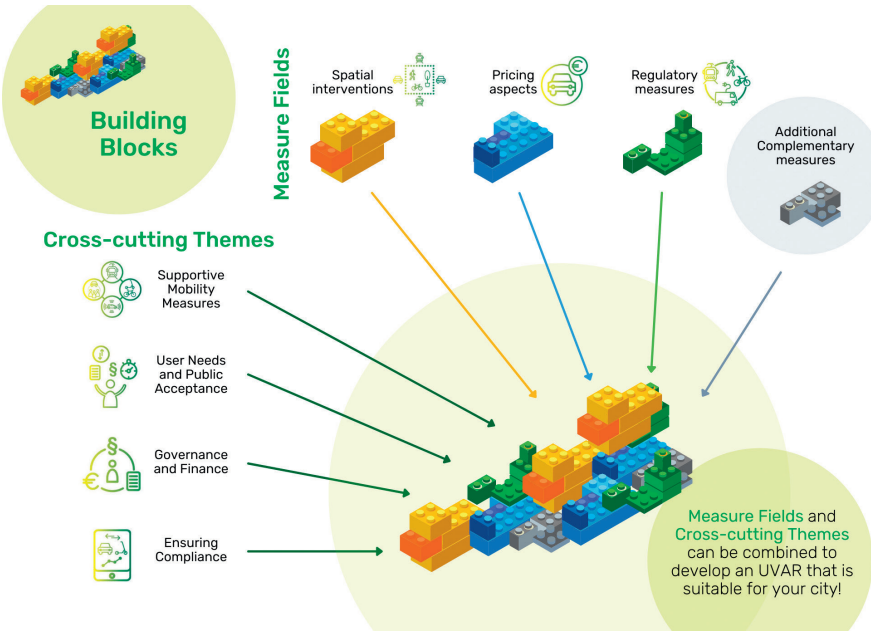 Building
Blocks
Measure Fields
Spatial
interventions
Pricing
aspects
Regulatory
measures
Additional
Complementary
measures
Cross-cutting Themes
Supportive
Mobility
Measures
User Needs
and Public
Acceptance
Governance
and Finance
Ensuring
Compliance
Measure Fields and
Cross-cutting Themes
can be combined to
develop an UVAR that is
suitable for your city!